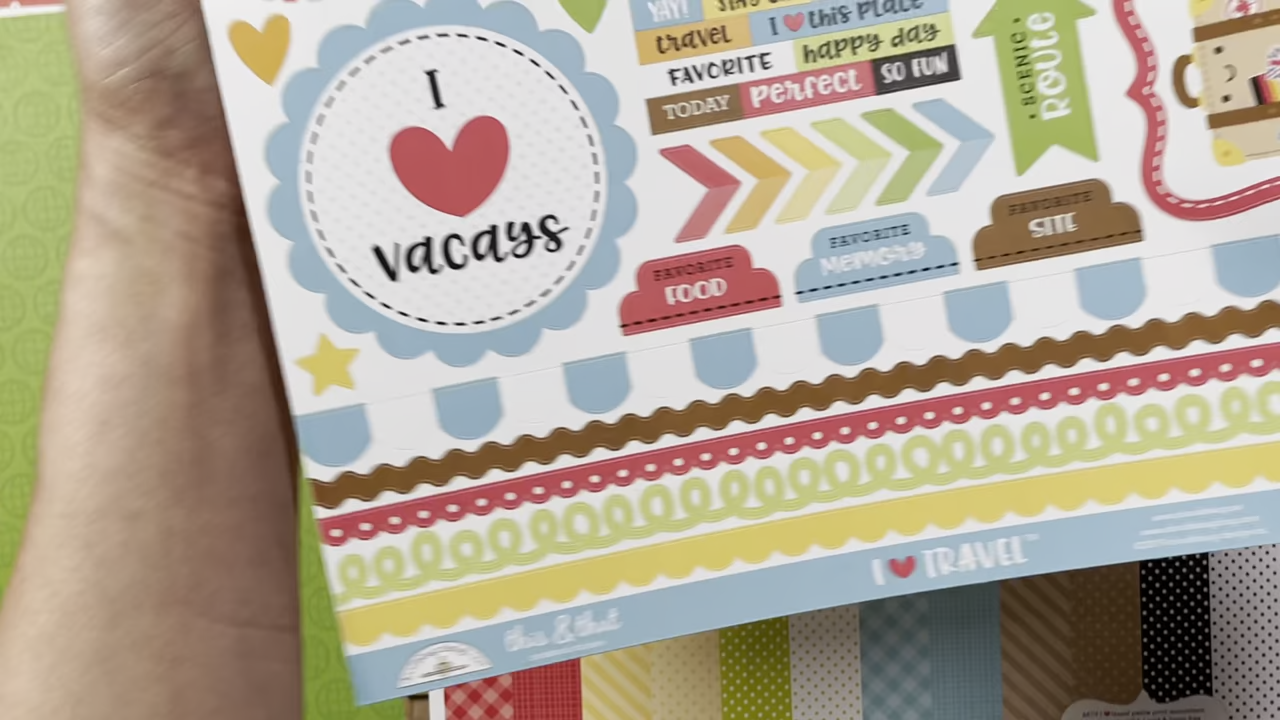 YAY!
travel
I ❤ this place
FAVORITE
happy day
TODAY
perfect
SO FUN
• SCENIC •
ROUTE
I
❤
vacays
FAVORITE
FOOD
FAVORITE
MEMORY
FAVORITE
SITE
I ❤ TRAVEL™
this & that